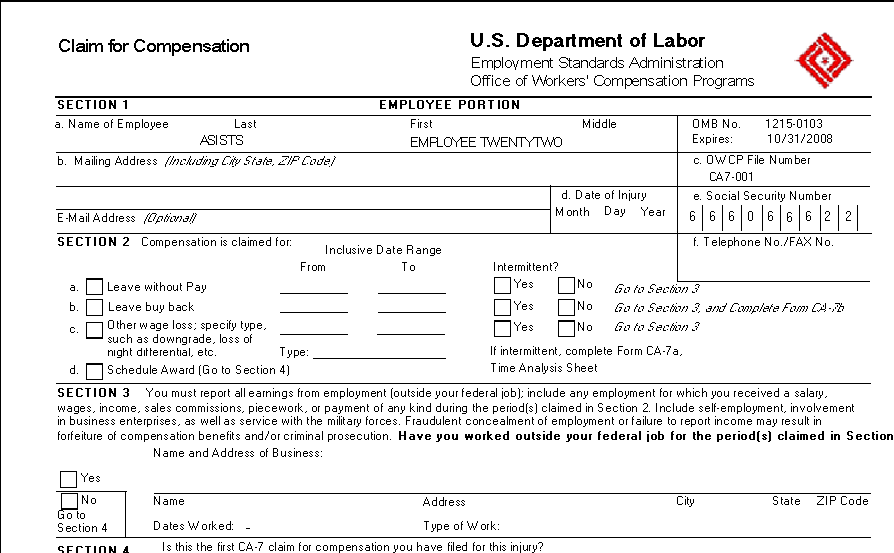 Claim for Compensation
U.S. Department of Labor
Employment Standards Administration
Office of Workers' Compensation Programs
SECTION 1 EMPLOYEE PORTION
a. Name of Employee Last First Middle
ASISTS EMPLOYEE TWENTYTWO
OMB No. 1215-0103
Expires: 10/31/2008
b. Mailing Address (Including City State, ZIP Code)
c. OWCP File Number
CA7-001
d. Date of Injury
Month Day Year
e. Social Security Number
6 6 6 0 6 6 6 2 2
E-Mail Address (Optional)
f. Telephone No./FAX No.
SECTION 2 Compensation is claimed for:
Inclusive Date Range
From To Intermittent?
a. Leave without Pay Yes No Go to Section 3
b. Leave buy back Yes No Go to Section 3, and Complete Form CA-7b
c. Other wage loss; specify type, Yes No Go to Section 3
such as downgrade, loss of
night differential, etc. Type: If intermittent, complete Form CA-7a,
d. Schedule Award (Go to Section 4) Time Analysis Sheet
SECTION 3 You must report all earnings from employment (outside your federal job); include any employment for which you received a salary,
wages, income, sales commissions, piecework, or payment of any kind during the period(s) claimed in Section 2. Include self-employment, involvement
in business enterprises, as well as service with the military forces. Fraudulent concealment of employment or failure to report income may result in
forfeiture of compensation benefits and/or criminal prosecution. Have you worked outside your federal job for the period(s) claimed in Section
Name and Address of Business:
Yes
No
Go to
Section 4
Name Address City State ZIP Code
Dates Worked: - Type of Work:
SECTION 4 Is this the first CA-7 claim for compensation you have filed for this injury?